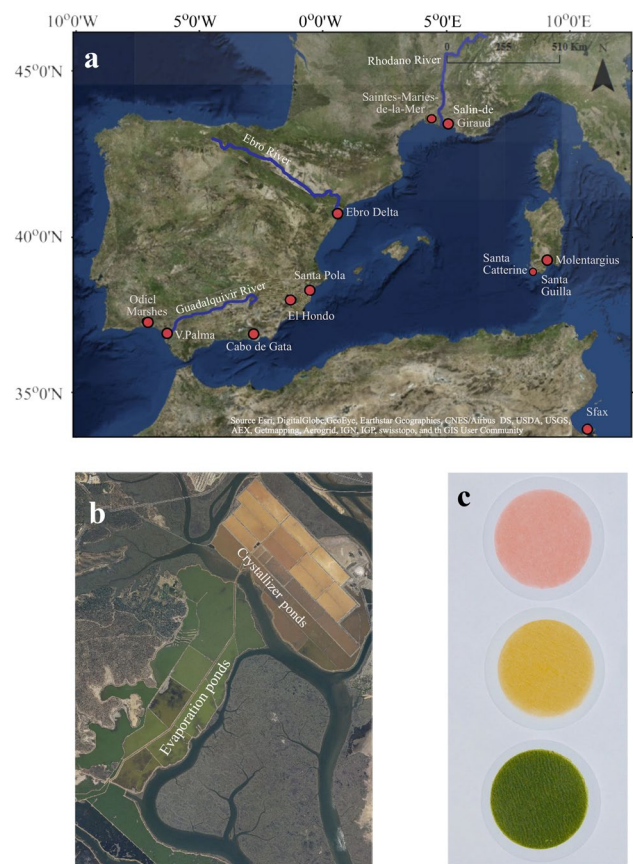 10°0'W 5°0'W 0°0'W 5°0'E 10°0'E
a
Rhodano River
0 255 510 Km
N
45°0'N
Saintes-Maries-
de-la-Mer
Salin-de
Giraud
Ebro River
Ebro Delta
40°0'N
Santa
Catterine
Molentargius
Santa
Guilla
Santa Pola
El Hondo
Odiel
Marshes
Guadalquivir River
V.Palma
Cabo de Gata
35°0'N
Sfax
Source Esri, DigitalGlobe,GeoEye, Earthstar Geographics, CNES/Airbus DS, USDA, USGS,
AEX, Getmapping, Aerogrid, IGN, IGP, swisstopo, and th GIS User Community
b
Crystallizer ponds
Evaporation ponds
c